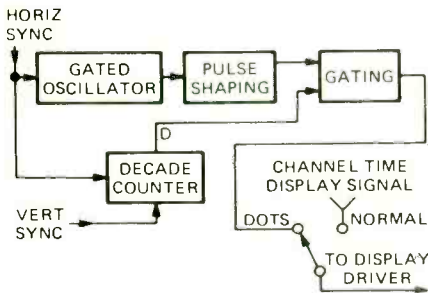 HORIZ
SYNC
GATED
OSCILLATOR
PULSE
SHAPING
GATING
D
DECADE
COUNTER
VERT
SYNC
CHANNEL TIME
DISPLAY SIGNAL
DOTS
NORMAL
TO DISPLAY
DRIVER